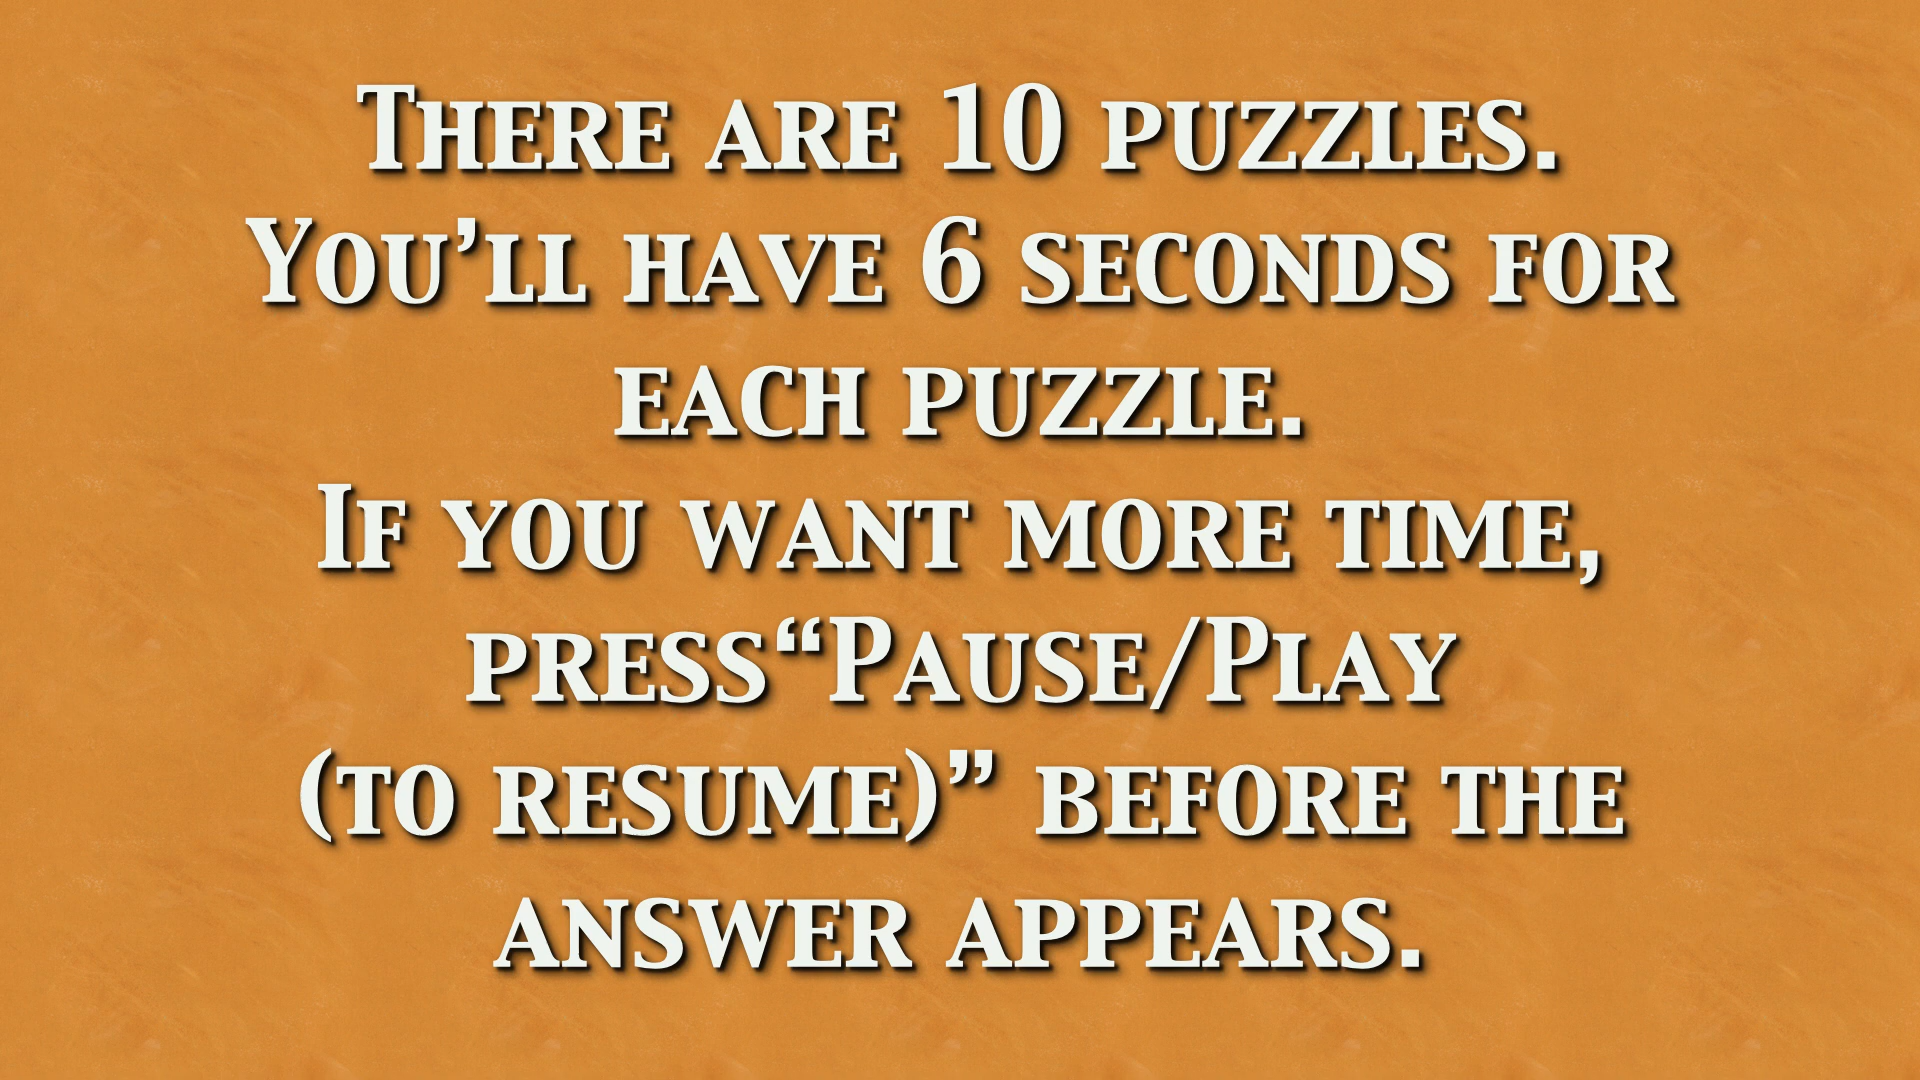 There are 10 puzzles.
You’ll have 6 seconds for
each puzzle.
If you want more time,
press“Pause/Play
(to resume)” before the
answer appears.